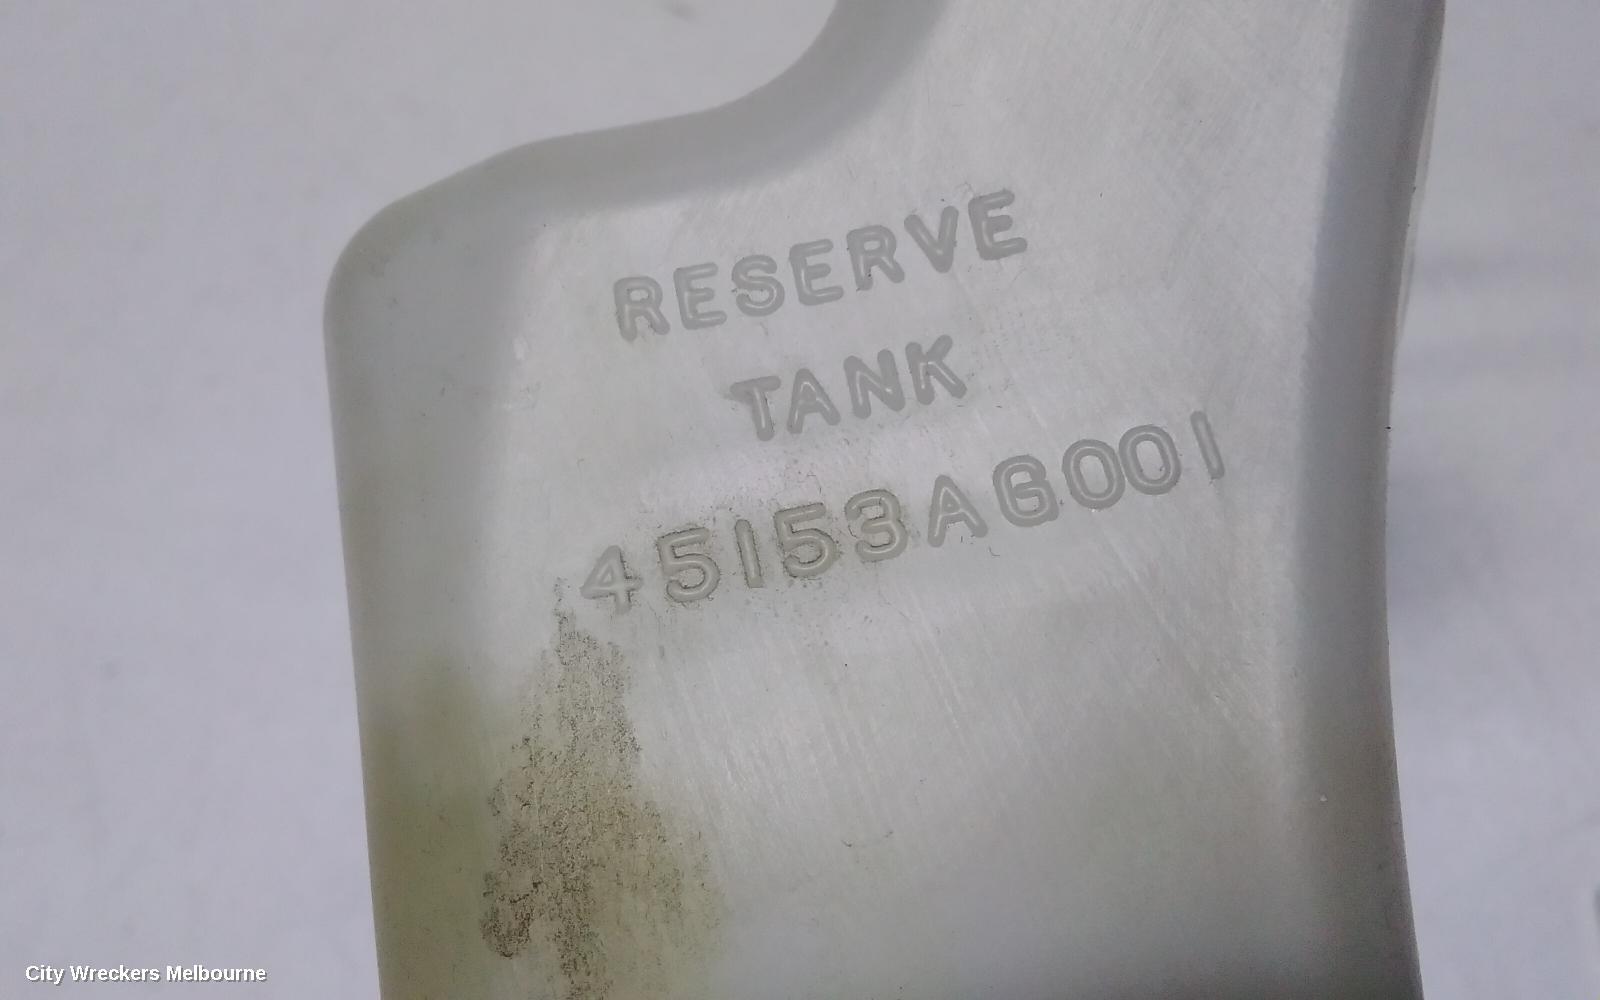 RESERVE
TANK
45153AG001
City Wreckers Melbourne